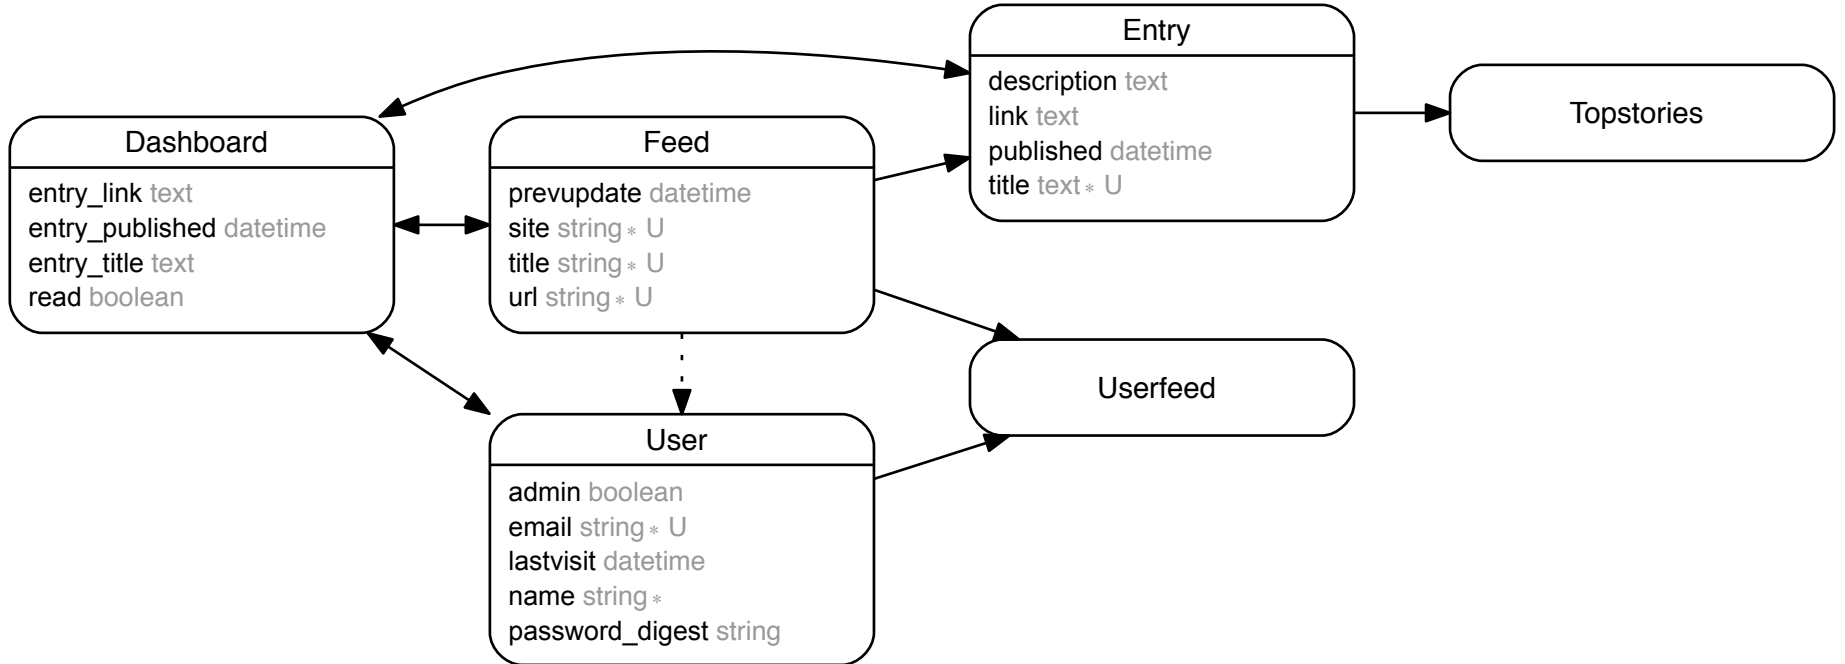 Dashboard
entry_link text
entry_published datetime
entry_title text
read boolean
Feed
prevupdate datetime
site string* U
title string* U
url string* U
User
admin boolean
email string* U
lastvisit datetime
name string*
password_digest string
Entry
description text
link text
published datetime
title text* U
Userfeed
Topstories